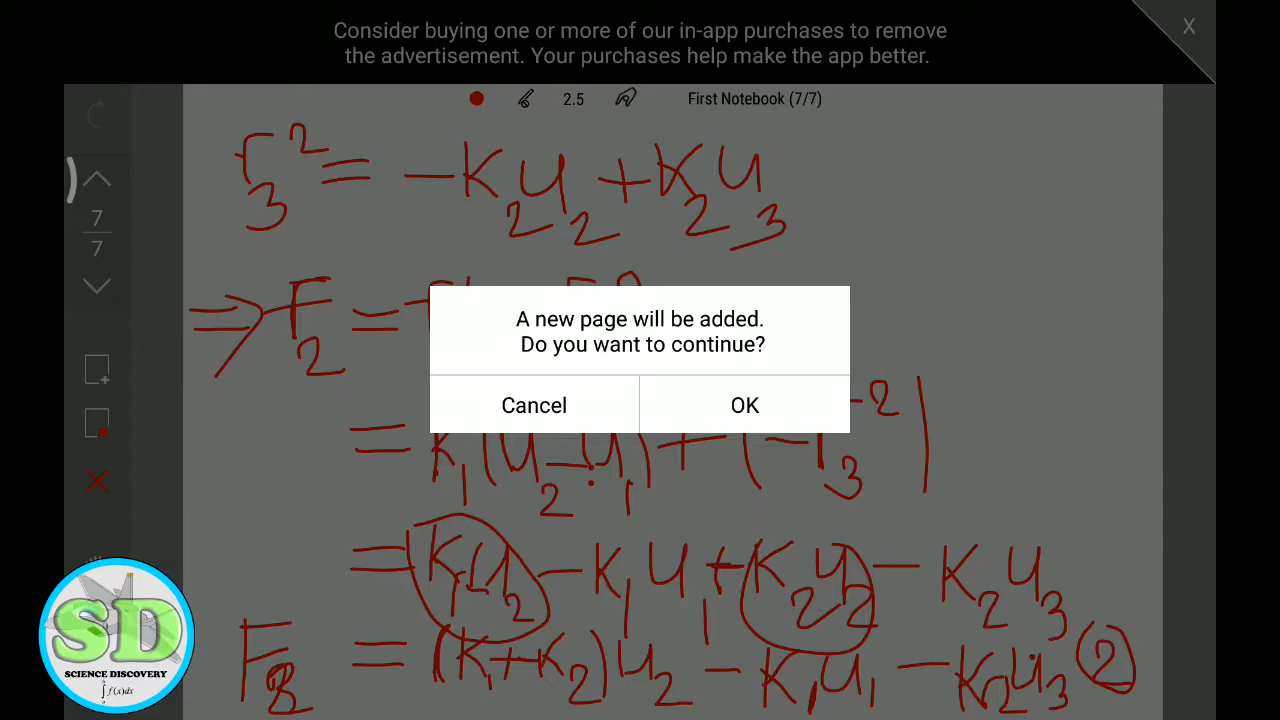 Consider buying one or more of our in-app purchases to remove
the advertisement. Your purchases help make the app better.
X
2.5 First Notebook (7/7)
F₃² = -K₂U₂ + K₂U₃
7
7
⇒ F₂ =
A new page will be added.
Do you want to continue?
Cancel OK
= K₁(U₂ - U₁) + (-F₃²)
= K₁U₂ - K₁U₁ + K₂U₂ - K₂U₃
F₂ = (K₁ + K₂)U₂ - K₁U₁ - K₂U₃ ②
SD
SCIENCE DISCOVERY
∫f(x)dx